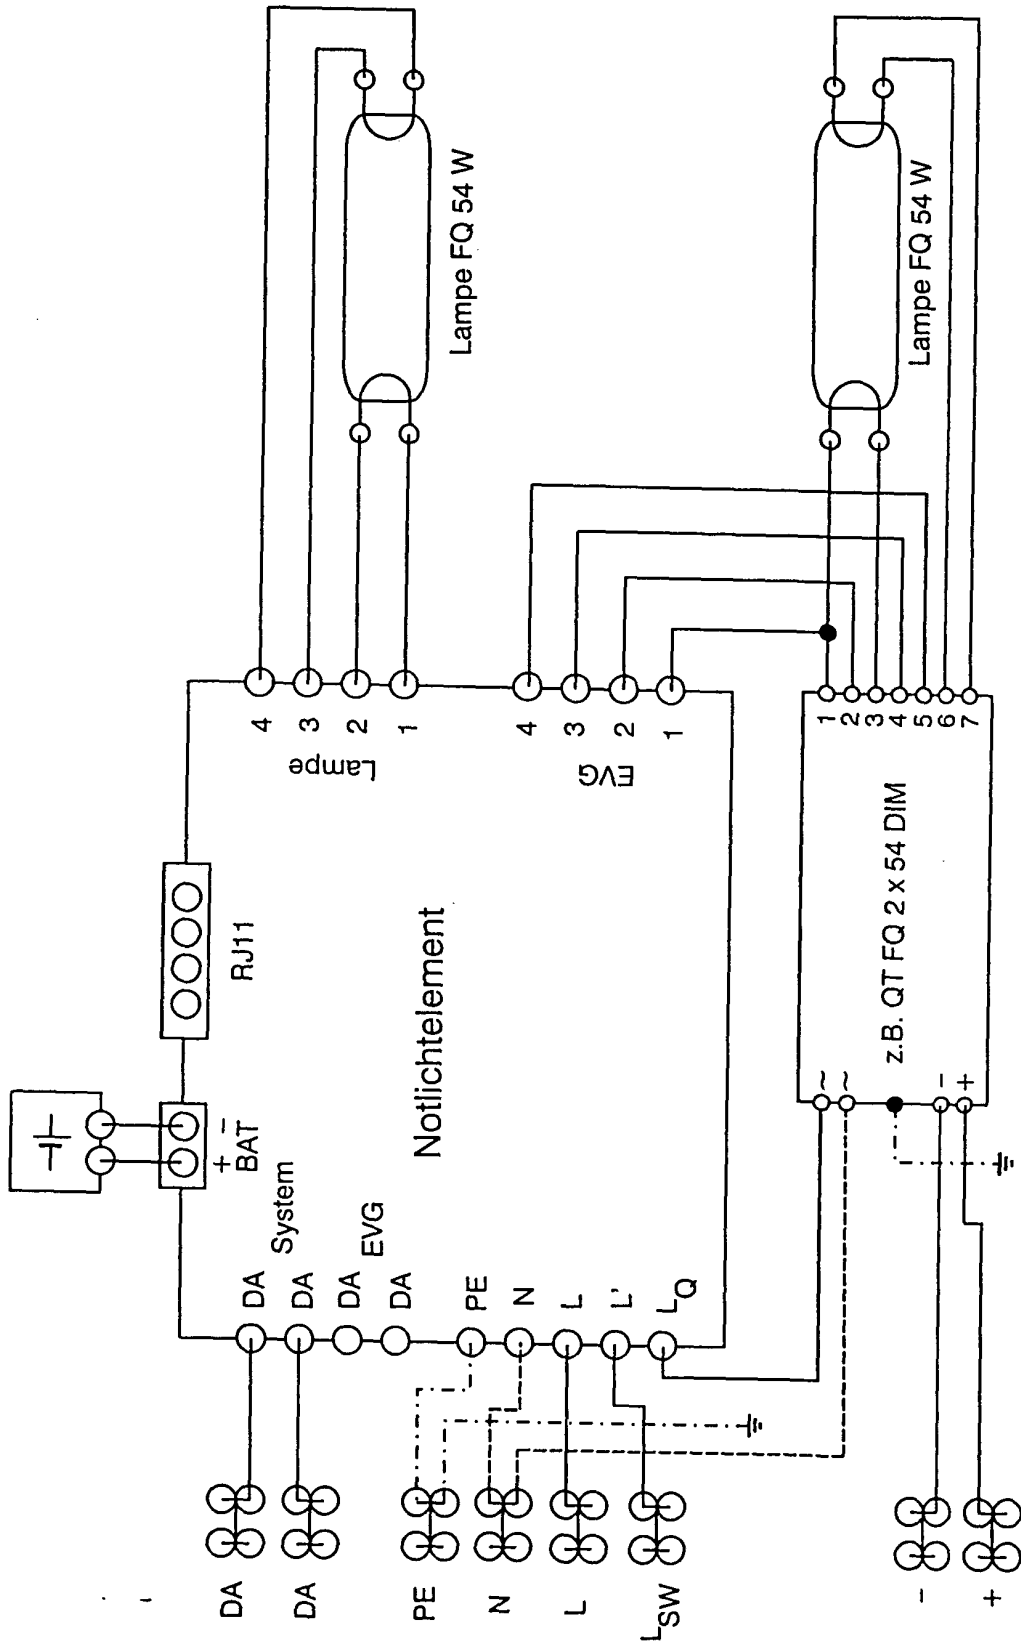 DA
DA
PE
N
L
LSW
-
+
DA
System
DA
DA
EVG
DA
PE
N
L
L'
LQ
+ -
BAT
RJ11
Notlichtelement
4
3
2
1
Lampe
4
3
2
1
EVG
Lampe FQ 54 W
Lampe FQ 54 W
~
~
-
+
z.B. QT FQ 2 x 54 DIM
1
2
3
4
5
6
7